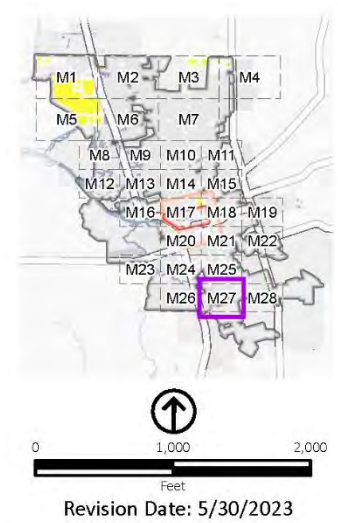 M1 M2 M3 M4
M5 M6 M7
M8 M9 M10 M11
M12 M13 M14 M15
M16 M17 M18 M19
M20 M21 M22
M23 M24 M25
M26 M27 M28
0 1,000 2,000
Feet
Revision Date: 5/30/2023